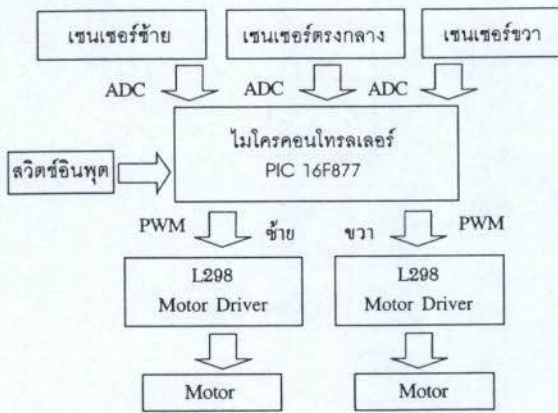 เซนเซอร์ซ้าย
เซนเซอร์ตรงกลาง
เซนเซอร์ขวา
ADC
ADC
ADC
ไมโครคอนโทรลเลอร์
PIC 16F877
สวิตช์อินพุต
PWM
ซ้าย
ขวา
PWM
L298
Motor Driver
L298
Motor Driver
Motor
Motor